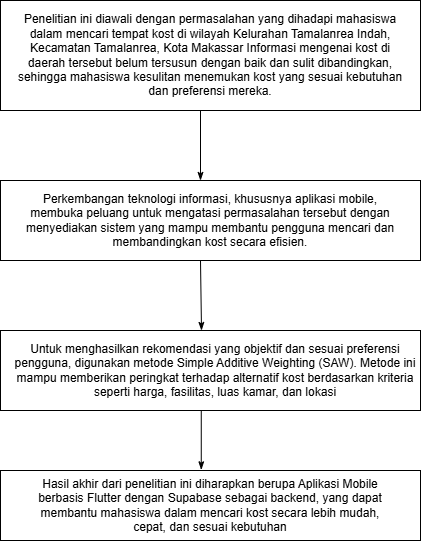 Penelitian ini diawali dengan permasalahan yang dihadapi mahasiswa
dalam mencari tempat kost di wilayah Kelurahan Tamalanrea Indah,
Kecamatan Tamalanrea, Kota Makassar Informasi mengenai kost di
daerah tersebut belum tersusun dengan baik dan sulit dibandingkan,
sehingga mahasiswa kesulitan menemukan kost yang sesuai kebutuhan
dan preferensi mereka.
Perkembangan teknologi informasi, khususnya aplikasi mobile,
membuka peluang untuk mengatasi permasalahan tersebut dengan
menyediakan sistem yang mampu membantu pengguna mencari dan
membandingkan kost secara efisien.
Untuk menghasilkan rekomendasi yang objektif dan sesuai preferensi
pengguna, digunakan metode Simple Additive Weighting (SAW). Metode ini
mampu memberikan peringkat terhadap alternatif kost berdasarkan kriteria
seperti harga, fasilitas, luas kamar, dan lokasi
Hasil akhir dari penelitian ini diharapkan berupa Aplikasi Mobile
berbasis Flutter dengan Supabase sebagai backend, yang dapat
membantu mahasiswa dalam mencari kost secara lebih mudah,
cepat, dan sesuai kebutuhan